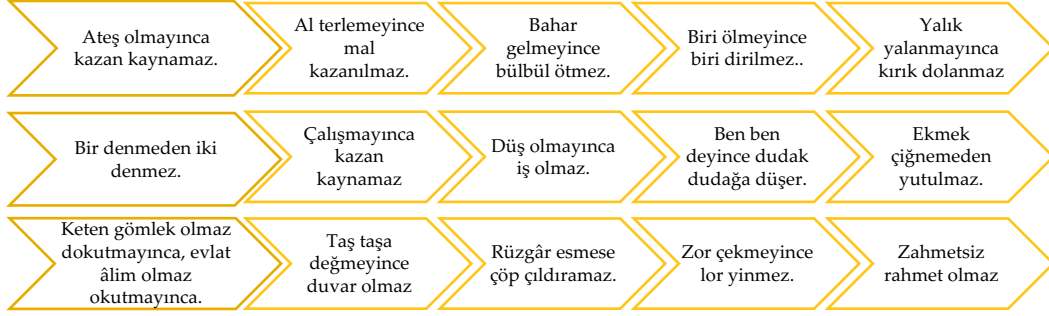 Ateş olmayınca
kazan kaynamaz.
Al terlemeyince
mal
kazanılmaz.
Bahar
gelmeyince
bülbül ötmez.
Biri ölmeyince
biri dirilmez..
Yalık
yalanmayınca
kırık dolanmaz
Bir denmeden iki
denmez.
Çalışmayınca
kazan
kaynamaz
Düş olmayınca
iş olmaz.
Ben ben
deyince dudak
dudağa düşer.
Ekmek
çiğnemeden
yutulmaz.
Keten gömlek olmaz
dokutmayınca, evlat
âlim olmaz
okutmayınca.
Taş taşa
değmeyince
duvar olmaz
Rüzgâr esmese
çöp çıldıramaz.
Zor çekmeyince
lor yinmez.
Zahmetsiz
rahmet olmaz